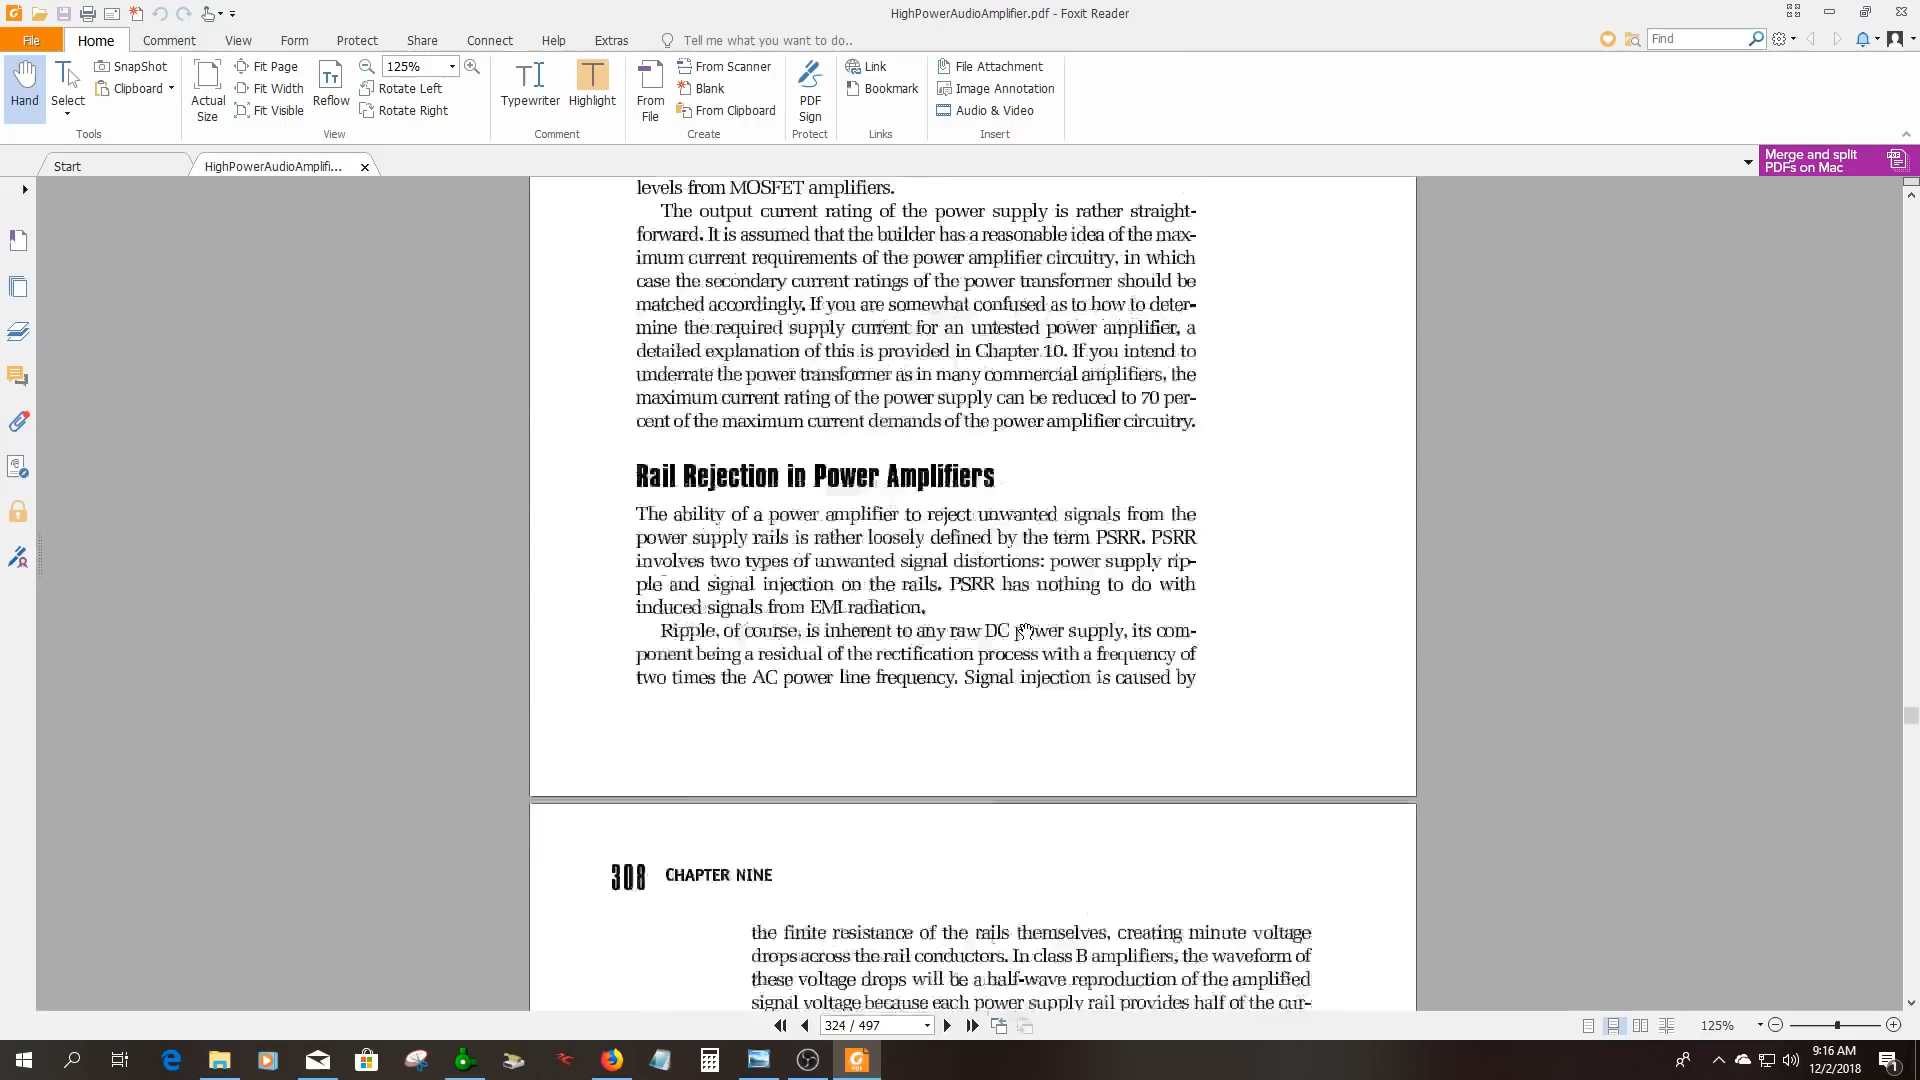 HighPowerAudioAmplifier.pdf - Foxit Reader
File Home Comment View Form Protect Share Connect Help Extras Tell me what you want to do.. Find
Hand
Select
SnapShot
Clipboard
Tools
Actual Size
Fit Page
Fit Width
Fit Visible
Reflow
125%
Rotate Left
Rotate Right
View
Typewriter
Highlight
Comment
From File
From Scanner
Blank
From Clipboard
Create
PDF Sign
Protect
Link
Bookmark
Links
File Attachment
Image Annotation
Audio & Video
Insert
Start
HighPowerAudioAmplifi...
Merge and split
PDFs on Mac
levels from MOSFET amplifiers.
The output current rating of the power supply is rather straight-
forward. It is assumed that the builder has a reasonable idea of the max-
imum current requirements of the power amplifier circuitry, in which
case the secondary current ratings of the power transformer should be
matched accordingly. If you are somewhat confused as to how to deter-
mine the required supply current for an untested power amplifier, a
detailed explanation of this is provided in Chapter 10. If you intend to
underrate the power transformer as in many commercial amplifiers, the
maximum current rating of the power supply can be reduced to 70 per-
cent of the maximum current demands of the power amplifier circuitry.
Rail Rejection in Power Amplifiers
The ability of a power amplifier to reject unwanted signals from the
power supply rails is rather loosely defined by the term PSRR. PSRR
involves two types of unwanted signal distortions: power supply rip-
ple and signal injection on the rails. PSRR has nothing to do with
induced signals from EMI radiation.
Ripple, of course, is inherent to any raw DC power supply, its com-
ponent being a residual of the rectification process with a frequency of
two times the AC power line frequency. Signal injection is caused by
308 CHAPTER NINE
the finite resistance of the rails themselves, creating minute voltage
drops across the rail conductors. In class B amplifiers, the waveform of
these voltage drops will be a half-wave reproduction of the amplified
signal voltage because each power supply rail provides half of the cur-
324 / 497
125%
9:16 AM
12/2/2018